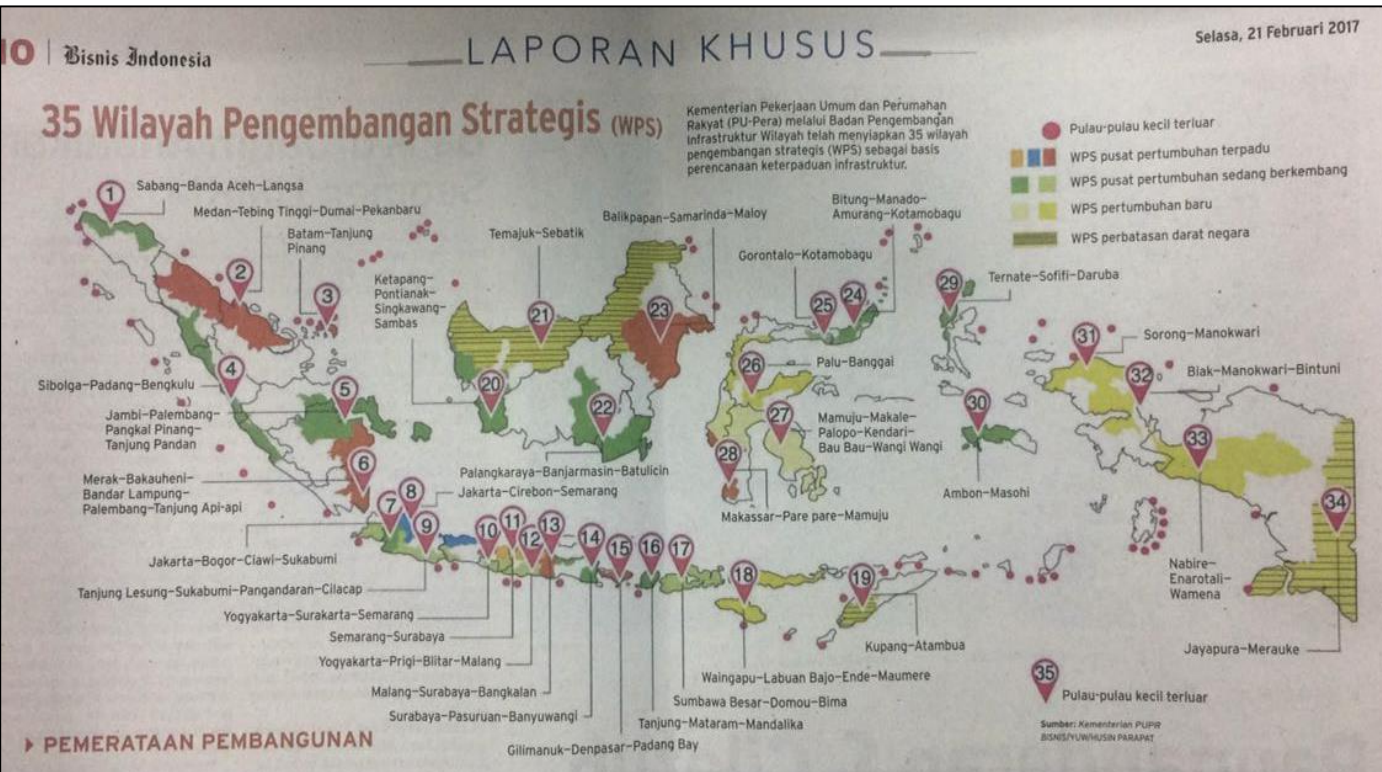 10 | Bisnis Indonesia
LAPORAN KHUSUS
Selasa, 21 Februari 2017
35 Wilayah Pengembangan Strategis (WPS)
Kementerian Pekerjaan Umum dan Perumahan
Rakyat (PU-Pera) melalui Badan Pengembangan
Infrastruktur Wilayah telah menyiapkan 35 wilayah
pengembangan strategis (WPS) sebagai basis
perencanaan keterpaduan infrastruktur.
Pulau-pulau kecil terluar
WPS pusat pertumbuhan terpadu
WPS pusat pertumbuhan sedang berkembang
WPS pertumbuhan baru
WPS perbatasan darat negara
1
Sabang-Banda Aceh-Langsa
2
Medan-Tebing Tinggi-Dumai-Pekanbaru
3
Batam-Tanjung
Pinang
4
Sibolga-Padang-Bengkulu
5
Jambi-Palembang-
Pangkal Pinang-
Tanjung Pandan
6
Merak-Bakauheni-
Bandar Lampung-
Palembang-Tanjung Api-api
7
Jakarta-Bogor-Ciawi-Sukabumi
8
Jakarta-Cirebon-Semarang
9
Tanjung Lesung-Sukabumi-Pangandaran-Cilacap
10
Yogyakarta-Surakarta-Semarang
11
Semarang-Surabaya
12
Yogyakarta-Prigi-Blitar-Malang
13
Malang-Surabaya-Bangkalan
14
Surabaya-Pasuruan-Banyuwangi
15
Gilimanuk-Denpasar-Padang Bay
16
Tanjung-Mataram-Mandalika
17
Sumbawa Besar-Domou-Bima
18
Waingapu-Labuan Bajo-Ende-Maumere
19
Kupang-Atambua
20
Ketapang-
Pontianak-
Singkawang-
Sambas
21
Temajuk-Sebatik
22
Palangkaraya-Banjarmasin-Batulicin
23
Balikpapan-Samarinda-Maloy
24
Bitung-Manado-
Amurang-Kotamobagu
25
Gorontalo-Kotamobagu
26
Palu-Banggai
27
Mamuju-Makale-
Palopo-Kendari-
Bau Bau-Wangi Wangi
28
Makassar-Pare pare-Mamuju
29
Ternate-Sofifi-Daruba
30
Ambon-Masohi
31
Sorong-Manokwari
32
Biak-Manokwari-Bintuni
33
Nabire-
Enarotali-
Wamena
34
Jayapura-Merauke
35
Pulau-pulau kecil terluar
Sumber: Kementerian PUPR
BISNIS/YUW/HUSIN PARAPAT
PEMERATAAN PEMBANGUNAN